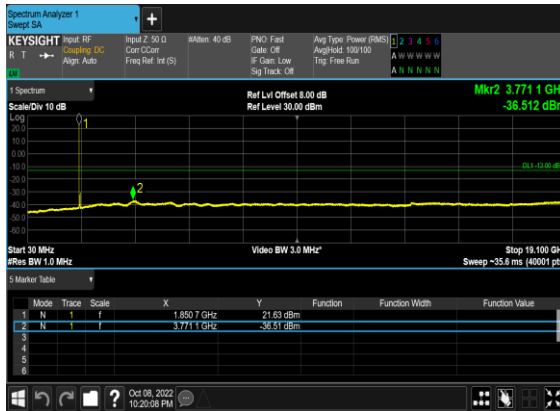 Spectrum Analyzer 1
Swept SA
KEYSIGHT
R T
Input: RF
Coupling: DC
Align: Auto
Input Z: 50 Ω
Corr CCorr
Freq Ref: Int (S)
#Atten: 40 dB
PNO: Fast
Gate: Off
IF Gain: Low
Sig Track: Off
Avg Type: Power (RMS)
Avg|Hold: 100/100
Trig: Free Run
1 2 3 4 5 6
A W W W W W
A N N N N N
1 Spectrum
Scale/Div 10 dB
Ref Lvl Offset 8.00 dB
Ref Level 30.00 dBm
Mkr2 3.771 1 GH
-36.512 dB
Log
20.0
10.0
0.00
-10.0
-20.0
-30.0
-40.0
-50.0
-60.0
1
2
DL1 -13.00 dB
Start 30 MHz
#Res BW 1.0 MHz
Video BW 3.0 MHz*
Stop 19.100 GH
Sweep ~35.6 ms (40001 pt
5 Marker Table
Mode Trace Scale X Y Function Function Width Function Value
1 N 1 f 1.850 7 GHz 21.63 dBm
2 N 1 f 3.771 1 GHz -36.51 dBm
3
4
5
6
Oct 08, 2022
10:20:08 PM